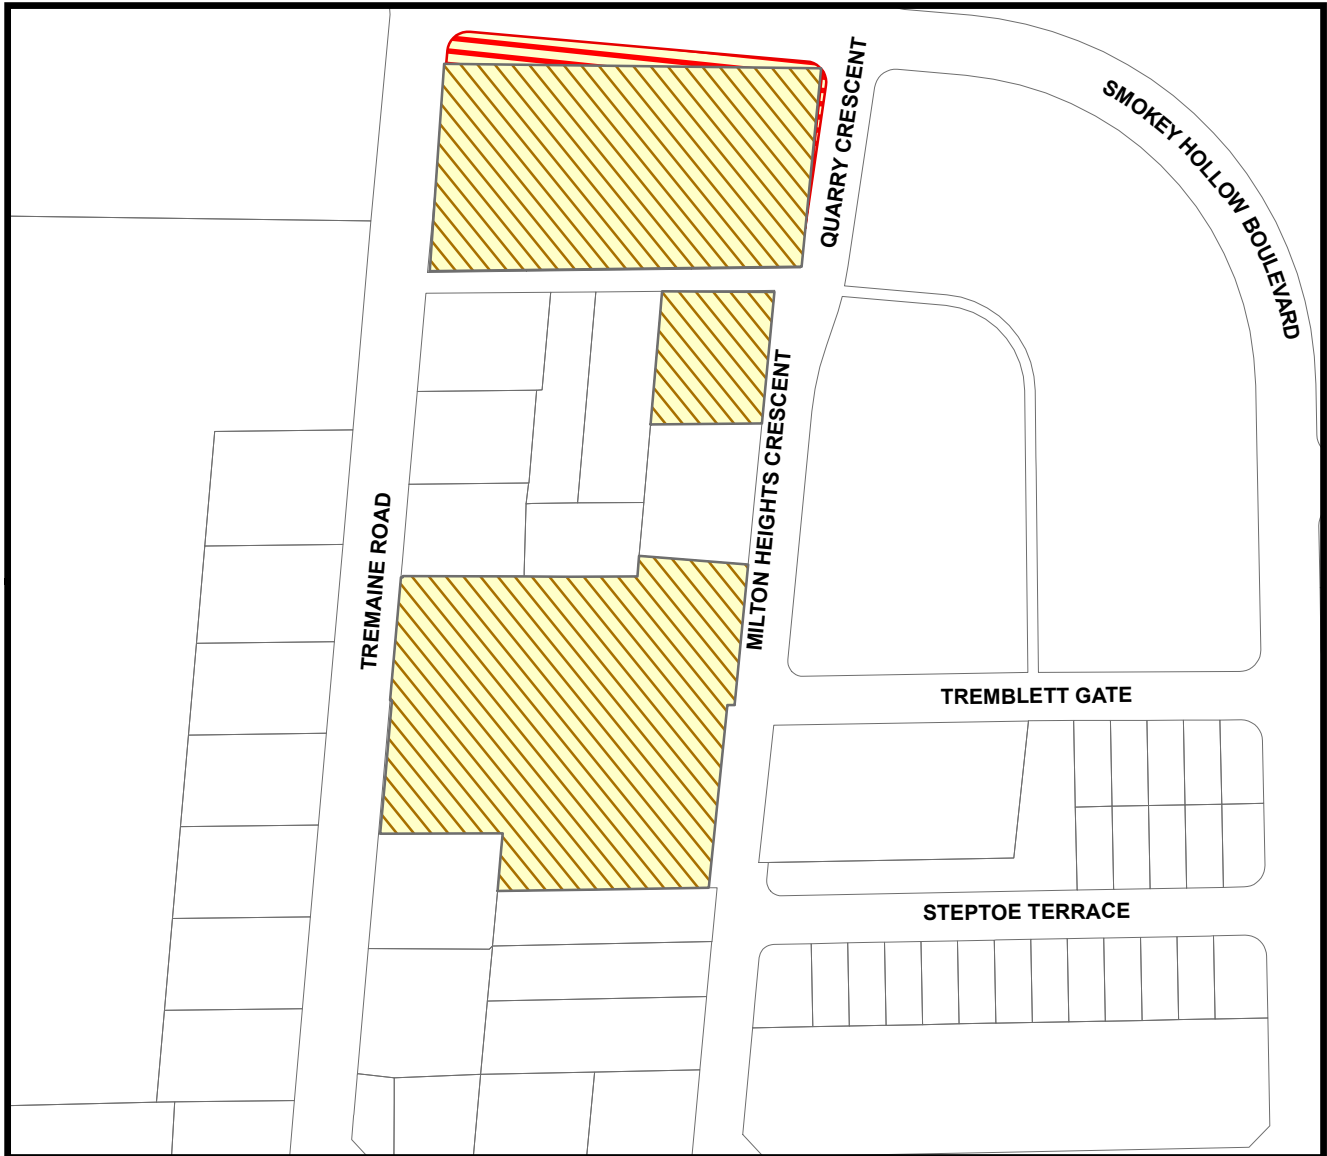 QUARRY CRESCENT
SMOKEY HOLLOW BOULEVARD
MILTON HEIGHTS CRESCENT
TREMAINE ROAD
TREMBLETT GATE
STEPTOE TERRACE